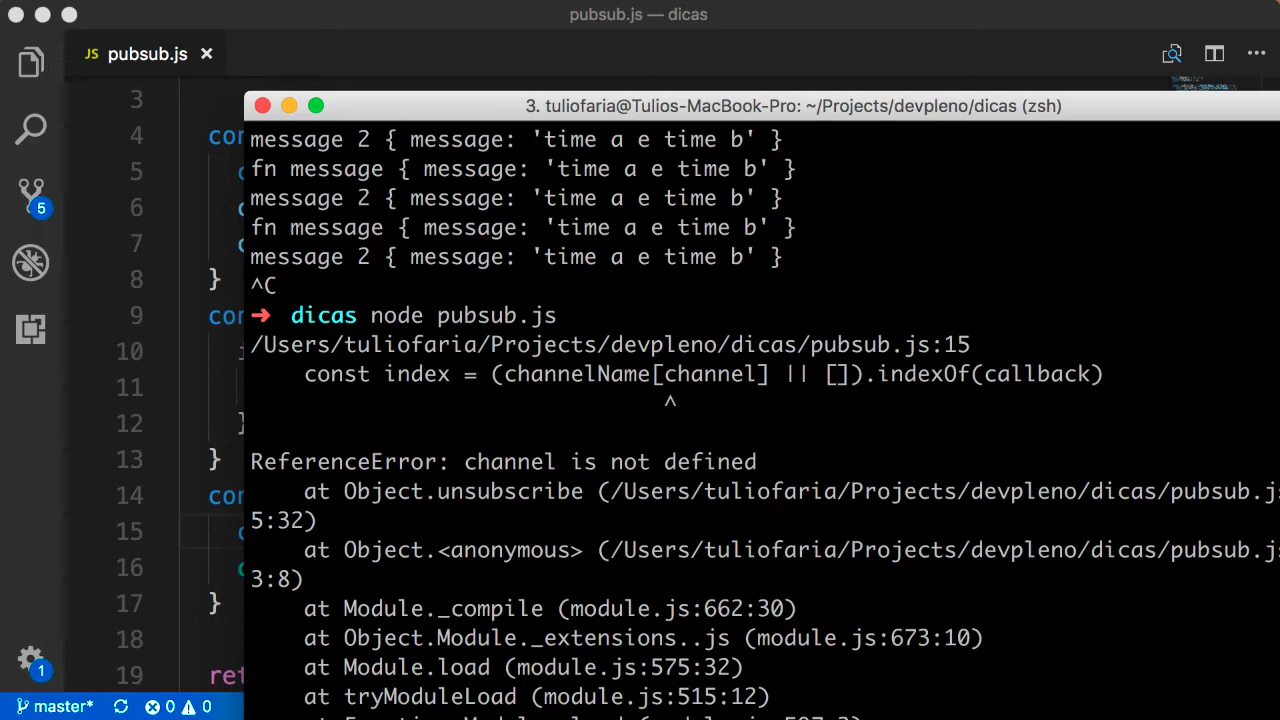 pubsub.js — dicas
JS pubsub.js ×
3. tuliofaria@Tulios-MacBook-Pro: ~/Projects/devpleno/dicas (zsh)
3
4 con
5
6
7
8 }
9 con
10
11
12 }
13 }
14 con
15
16
17 }
18
19 ret
message 2 { message: 'time a e time b' }
fn message { message: 'time a e time b' }
message 2 { message: 'time a e time b' }
fn message { message: 'time a e time b' }
message 2 { message: 'time a e time b' }
^C
➜ dicas node pubsub.js
/Users/tuliofaria/Projects/devpleno/dicas/pubsub.js:15
const index = (channelName[channel] || []).indexOf(callback)
^
ReferenceError: channel is not defined
at Object.unsubscribe (/Users/tuliofaria/Projects/devpleno/dicas/pubsub.js
5:32)
at Object.<anonymous> (/Users/tuliofaria/Projects/devpleno/dicas/pubsub.js
3:8)
at Module._compile (module.js:662:30)
at Object.Module._extensions..js (module.js:673:10)
at Module.load (module.js:575:32)
at tryModuleLoad (module.js:515:12)
5
1
master* 0 0